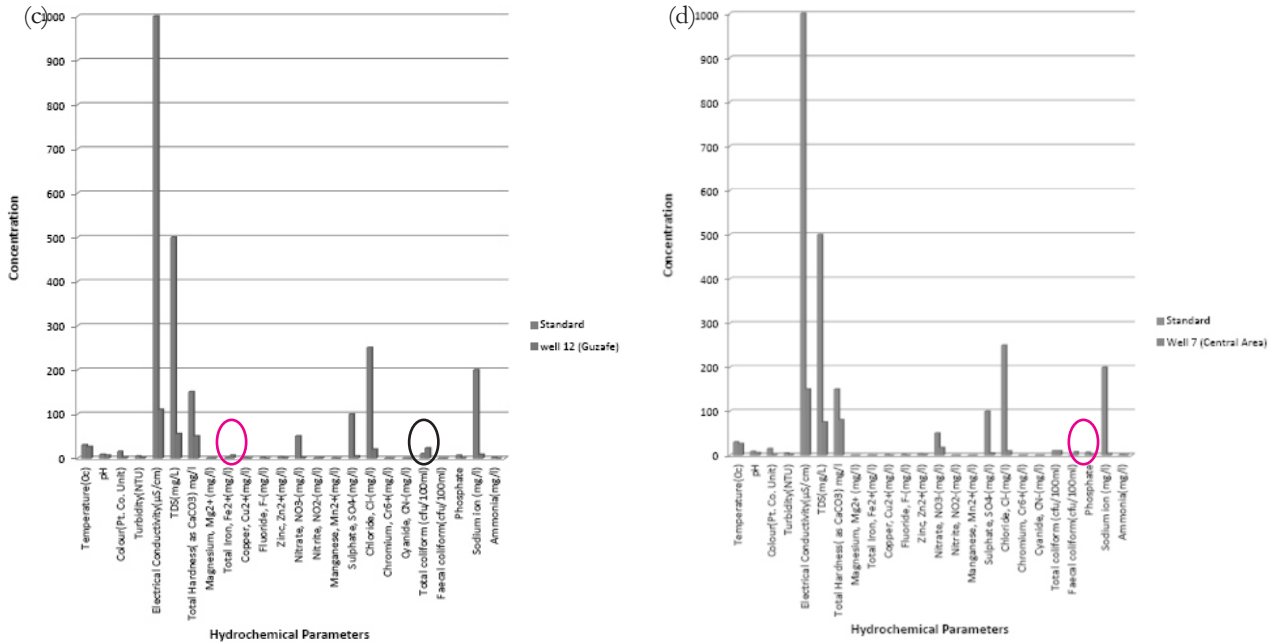 (c)
1000
900
800
700
600
500
400
300
200
100
0
Concentration
Temperature(0c)
pH
Colour(Pt. Co. Unit)
Turbidity(NTU)
Electrical Conductivity(µS/cm)
TDS(mg/L)
Total Hardness( as CaCO3) mg/l
Magnesium, Mg2+ (mg/l)
Total Iron, Fe2+(mg/l)
Copper, Cu2+(mg/l)
Fluoride, F-(mg/l)
Zinc, Zn2+(mg/l)
Nitrate, NO3-(mg/l)
Nitrite, NO2-(mg/l)
Manganese, Mn2+(mg/l)
Sulphate, SO4-(mg/l)
Chloride, Cl-(mg/l)
Chromium, Cr6+(mg/l)
Cyanide, CN-(mg/l)
Total coliform (cfu/100ml)
Faecal coliform(cfu/100ml)
Phosphate
Sodium ion (mg/l)
Ammonia(mg/l)
Hydrochemical Parameters
Standard
well 12 (Guzafe)
(d)
1000
900
800
700
600
500
400
300
200
100
0
Concentration
Temperature(0c)
pH
Colour(Pt. Co. Unit)
Turbidity(NTU)
Electrical Conductivity(µS/cm)
TDS(mg/L)
Total Hardness( as CaCO3) mg/l
Magnesium, Mg2+ (mg/l)
Total Iron, Fe2+(mg/l)
Copper, Cu2+(mg/l)
Fluoride, F-(mg/l)
Zinc, Zn2+(mg/l)
Nitrate, NO3-(mg/l)
Nitrite, NO2-(mg/l)
Manganese, Mn2+(mg/l)
Sulphate, SO4-(mg/l)
Chloride, Cl-(mg/l)
Chromium, Cr6+(mg/l)
Cyanide, CN-(mg/l)
Total coliform (cfu/100ml)
Faecal coliform(cfu/100ml)
Phosphate
Sodium ion (mg/l)
Ammonia(mg/l)
Hydrochemical Parameters
Standard
Well 7 (Central Area)